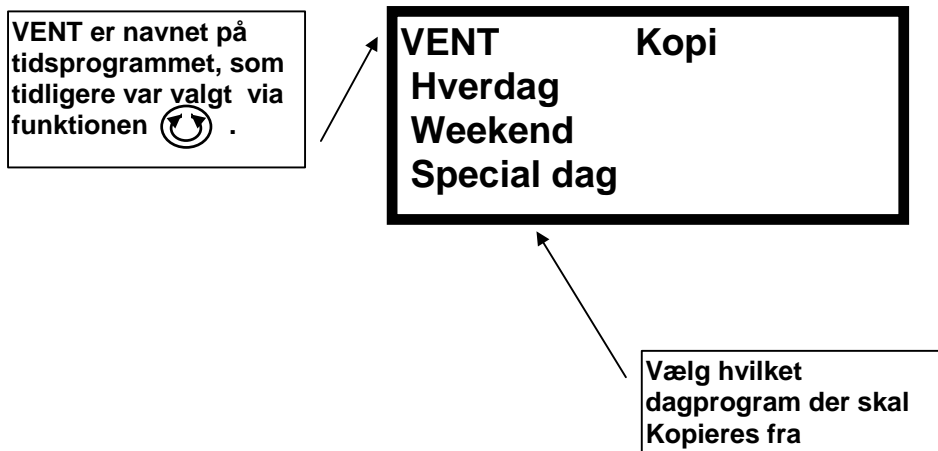 VENT er navnet på
tidsprogrammet, som
tidligere var valgt via
funktionen .
VENT Kopi
Hverdag
Weekend
Special dag
Vælg hvilket
dagprogram der skal
Kopieres fra